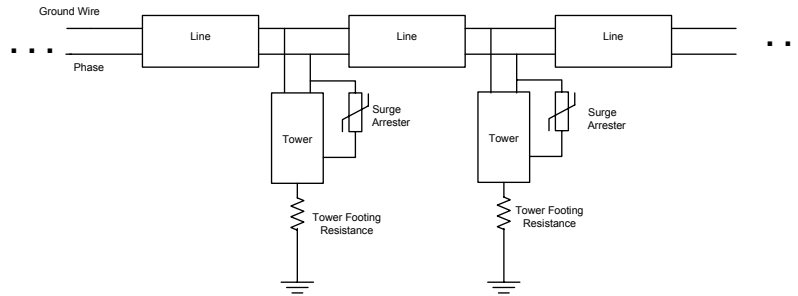 Ground Wire
Line
Line
Line
Phase
Tower
Surge
Arrester
Tower
Surge
Arrester
Tower Footing
Resistance
Tower Footing
Resistance